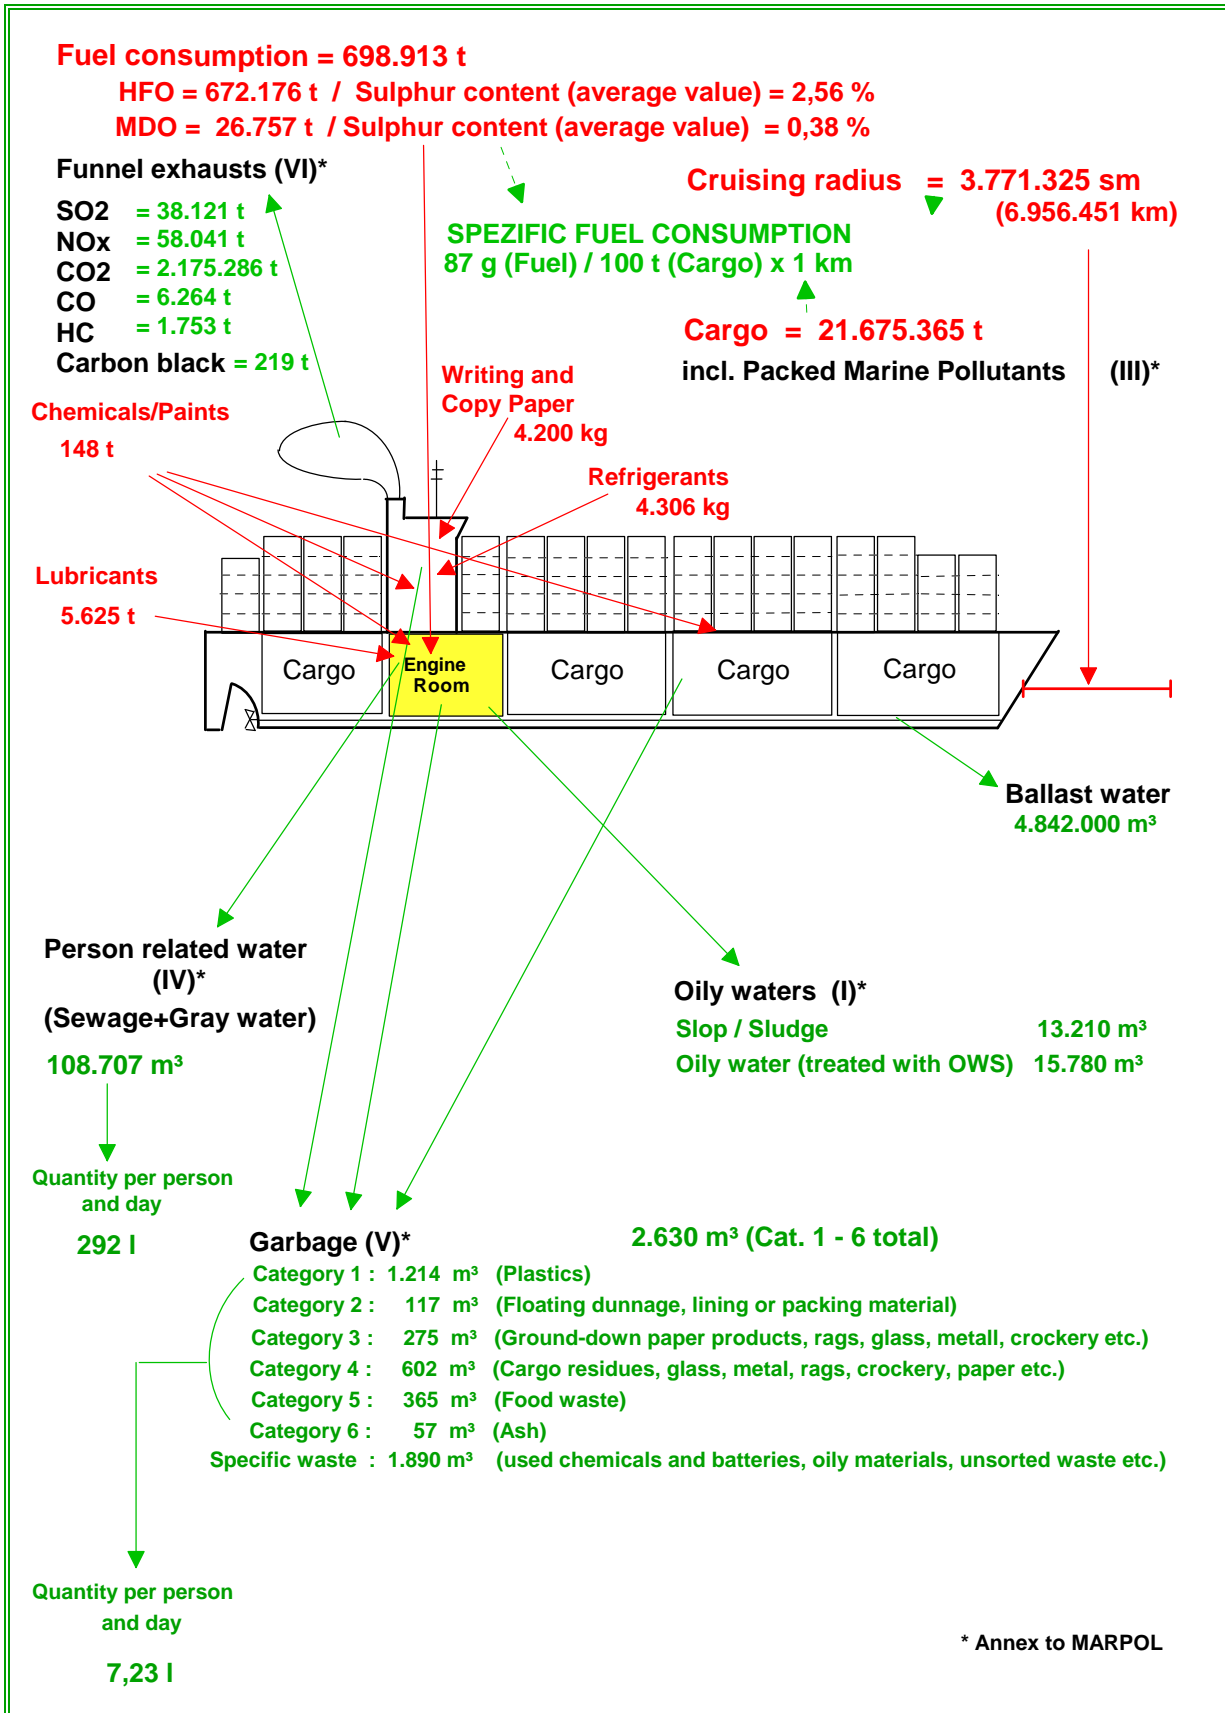 Fuel consumption = 698.913 t
HFO = 672.176 t / Sulphur content (average value) = 2,56 %
MDO = 26.757 t / Sulphur content (average value) = 0,38 %
Funnel exhausts (VI)*
SO2 = 38.121 t
NOx = 58.041 t
CO2 = 2.175.286 t
CO = 6.264 t
HC = 1.753 t
Carbon black = 219 t
Cruising radius = 3.771.325 sm
(6.956.451 km)
SPEZIFIC FUEL CONSUMPTION
87 g (Fuel) / 100 t (Cargo) x 1 km
Cargo = 21.675.365 t
incl. Packed Marine Pollutants (III)*
Writing and
Copy Paper
4.200 kg
Chemicals/Paints
148 t
Refrigerants
4.306 kg
Lubricants
5.625 t
Cargo
Engine
Room
Cargo
Cargo
Cargo
Ballast water
4.842.000 m³
Person related water
(IV)*
(Sewage+Gray water)
108.707 m³
Oily waters (I)*
Slop / Sludge 13.210 m³
Oily water (treated with OWS) 15.780 m³
Quantity per person
and day
292 l
Garbage (V)* 2.630 m³ (Cat. 1 - 6 total)
Category 1 : 1.214 m³ (Plastics)
Category 2 : 117 m³ (Floating dunnage, lining or packing material)
Category 3 : 275 m³ (Ground-down paper products, rags, glass, metall, crockery etc.)
Category 4 : 602 m³ (Cargo residues, glass, metal, rags, crockery, paper etc.)
Category 5 : 365 m³ (Food waste)
Category 6 : 57 m³ (Ash)
Specific waste : 1.890 m³ (used chemicals and batteries, oily materials, unsorted waste etc.)
Quantity per person
and day
7,23 l
* Annex to MARPOL